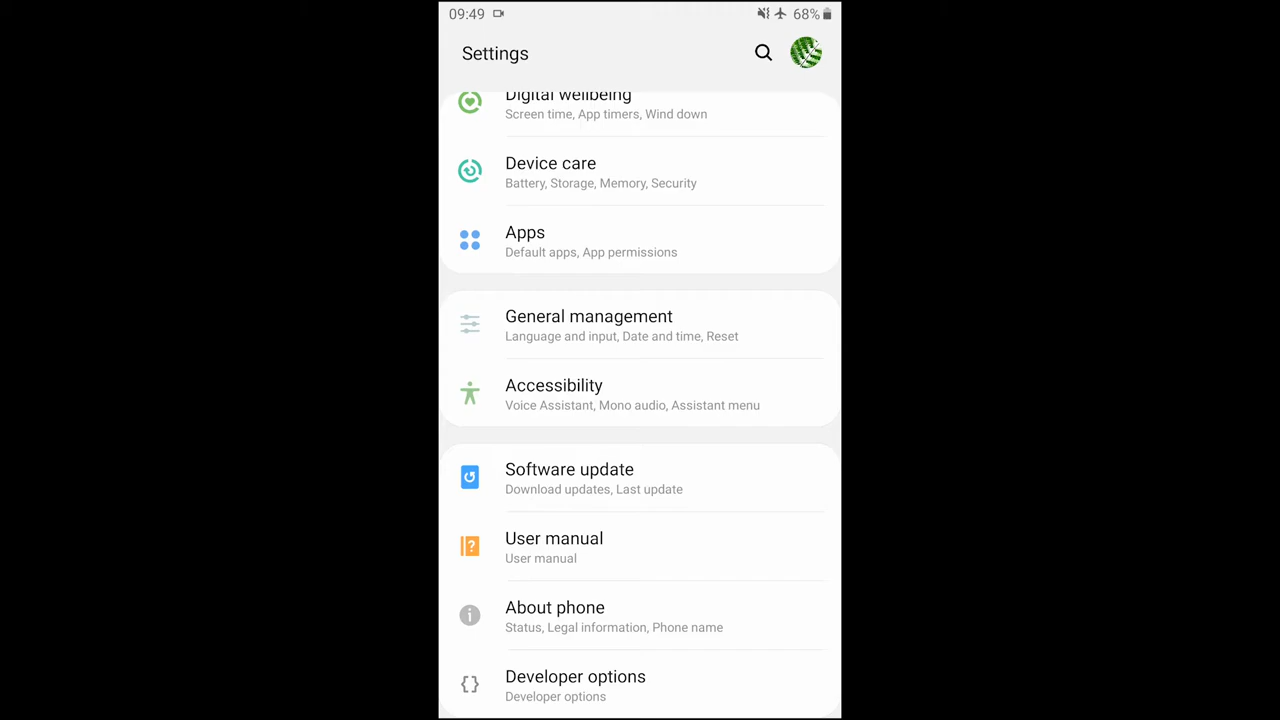 09:49
68%
Settings
Digital wellbeing
Screen time, App timers, Wind down
Device care
Battery, Storage, Memory, Security
Apps
Default apps, App permissions
General management
Language and input, Date and time, Reset
Accessibility
Voice Assistant, Mono audio, Assistant menu
Software update
Download updates, Last update
User manual
User manual
About phone
Status, Legal information, Phone name
Developer options
Developer options